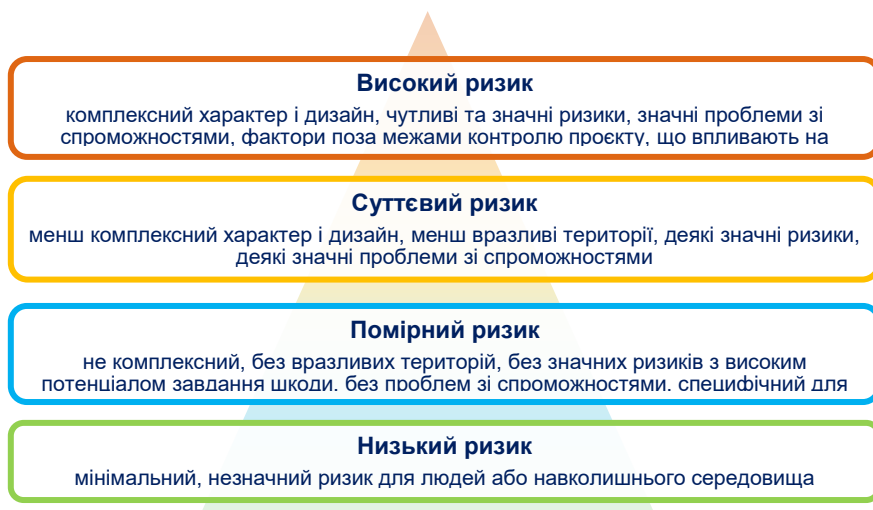 Високий ризик
комплексний характер і дизайн, чутливі та значні ризики, значні проблеми зі
спроможностями, фактори поза межами контролю проєкту, що впливають на
Суттєвий ризик
менш комплексний характер і дизайн, менш вразливі території, деякі значні ризики,
деякі значні проблеми зі спроможностями
Помірний ризик
не комплексний, без вразливих територій, без значних ризиків з високим
потенціалом завдання шкоди, без проблем зі спроможностями, специфічний для
Низький ризик
мінімальний, незначний ризик для людей або навколишнього середовища